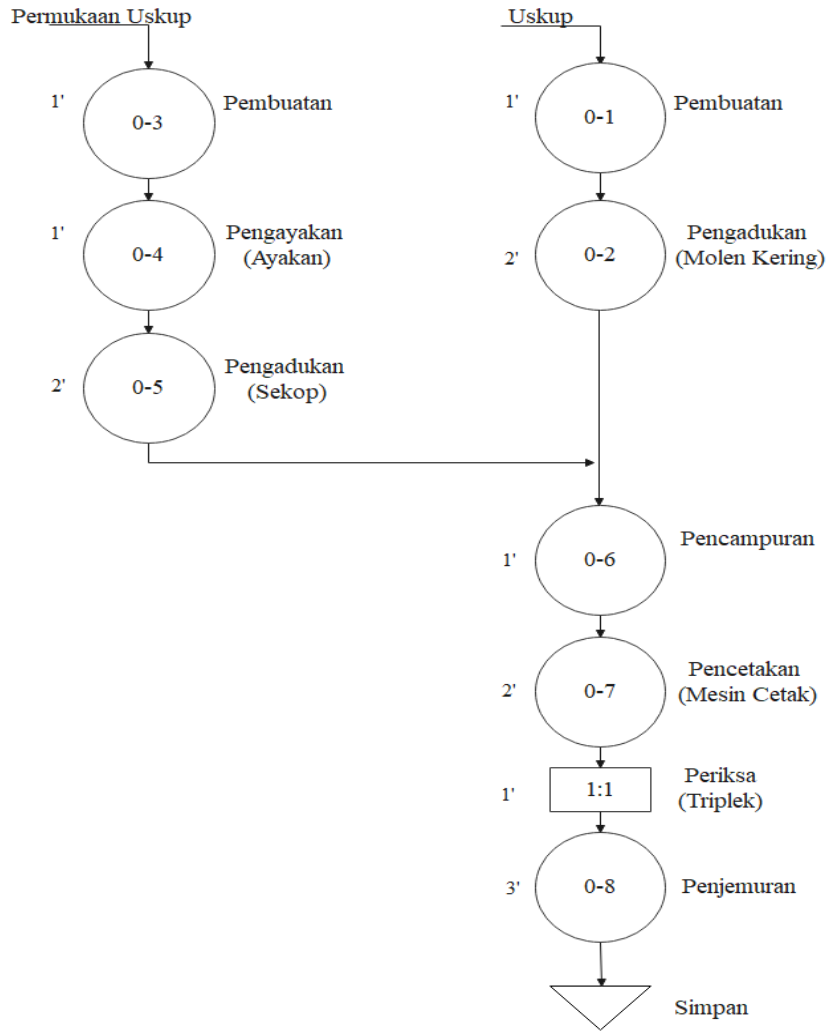 Permukaan Uskup
1'
0-3
Pembuatan
1'
0-4
Pengayakan
(Ayakan)
2'
0-5
Pengadukan
(Sekop)
Uskup
1'
0-1
Pembuatan
2'
0-2
Pengadukan
(Molen Kering)
1'
0-6
Pencampuran
2'
0-7
Pencetakan
(Mesin Cetak)
1'
1:1
Periksa
(Triplek)
3'
0-8
Penjemuran
Simpan